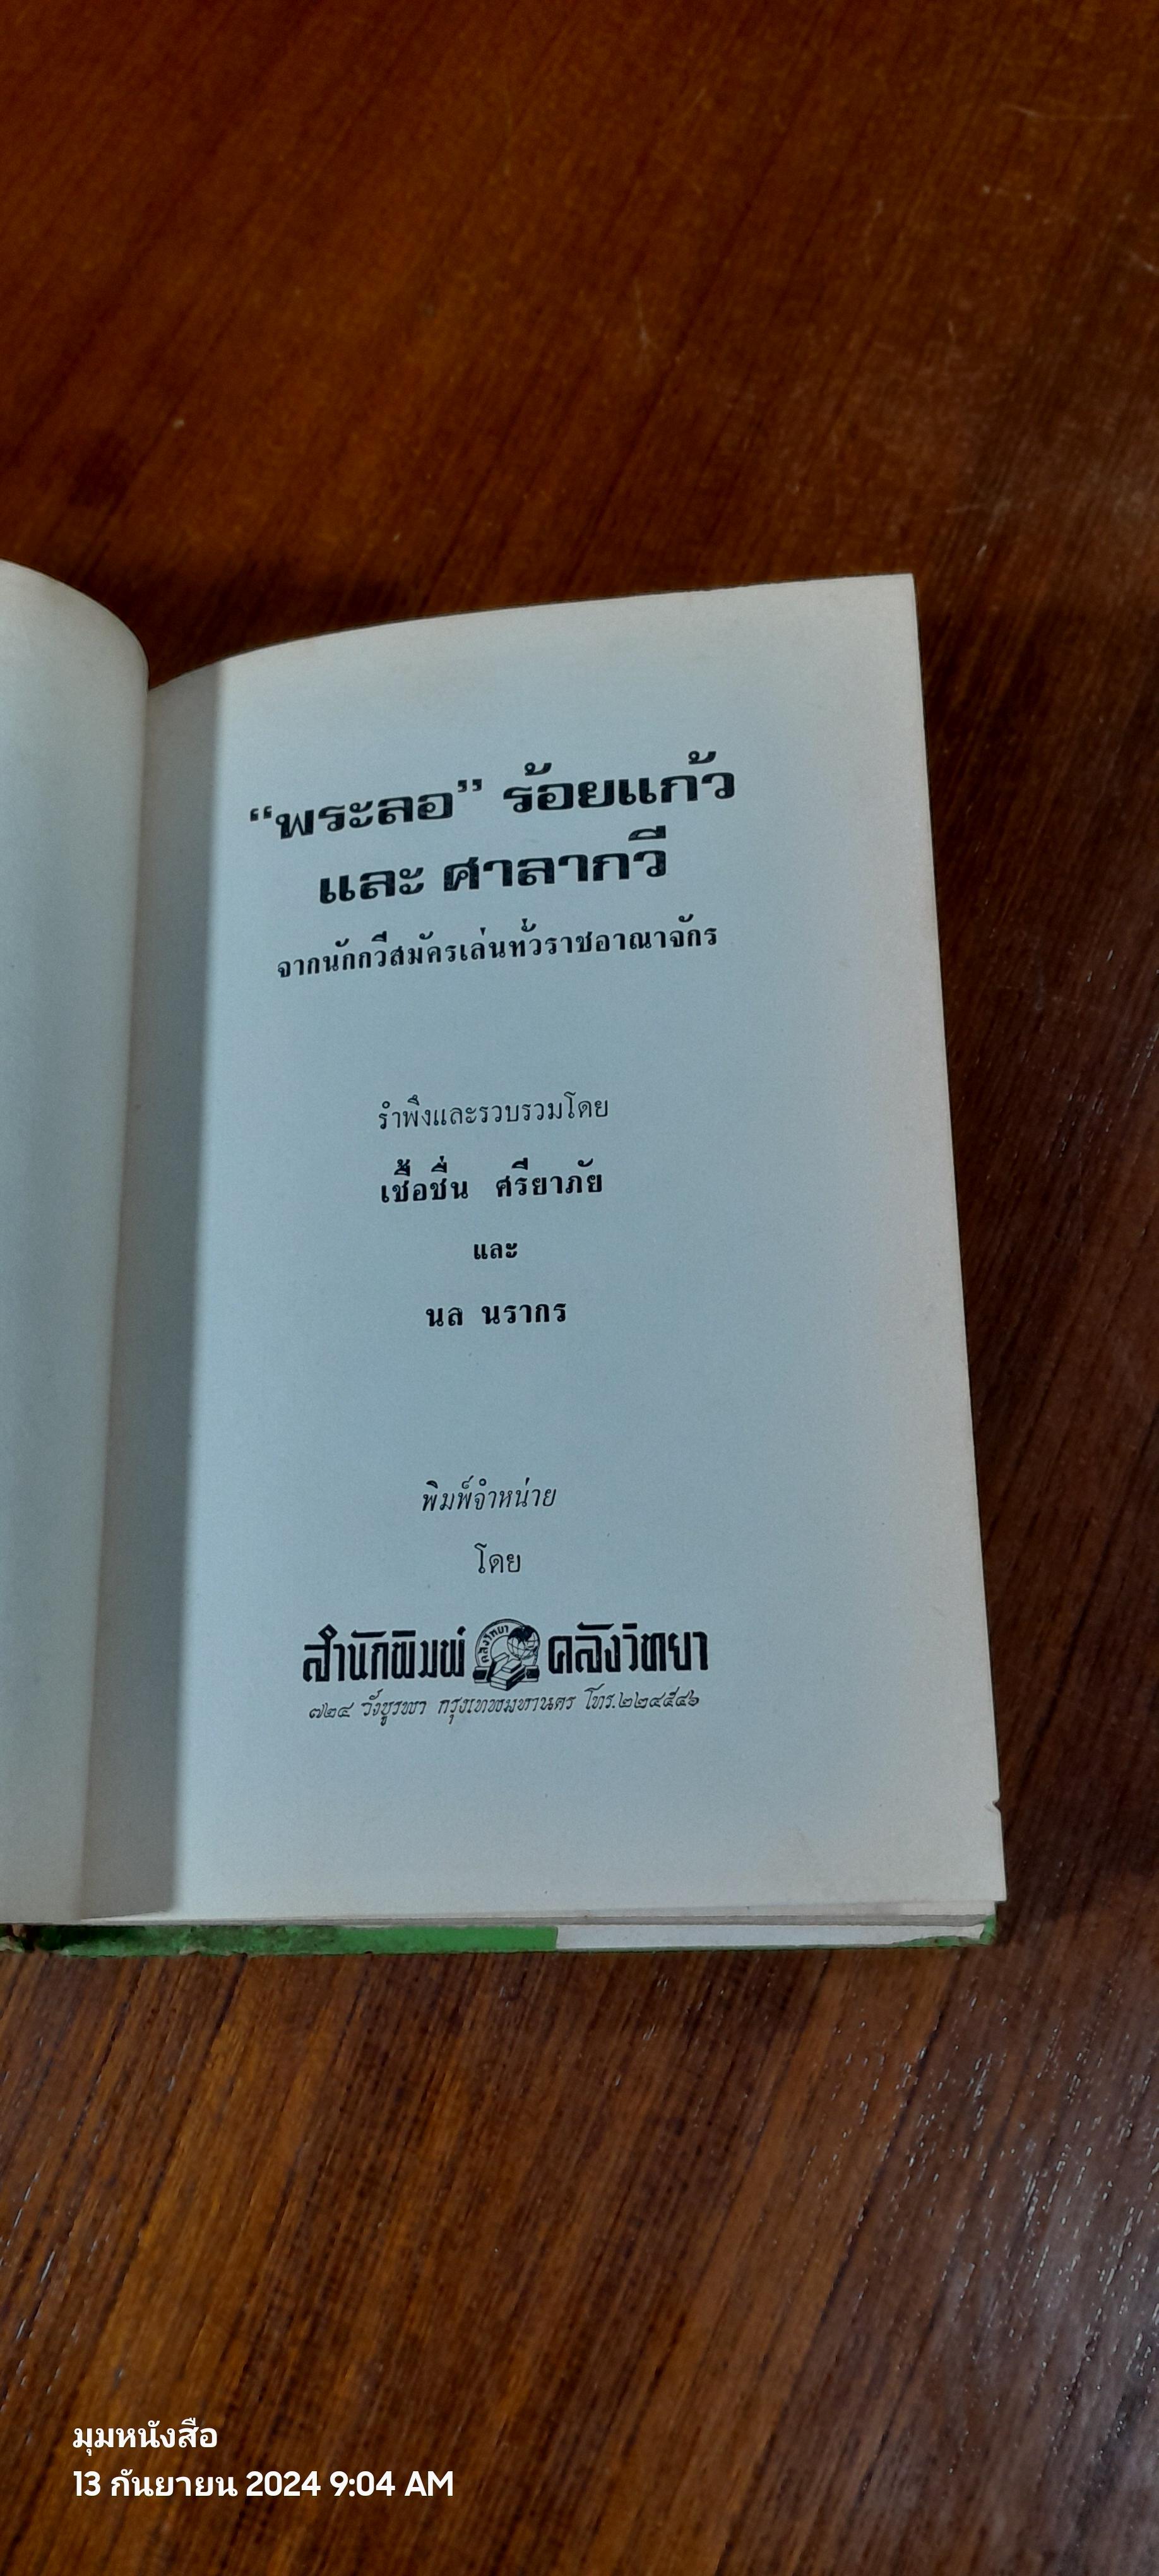 “พระลอ” ร้อยแก้ว
และ ศาลากวี
จากนักกวีสมัครเล่นทั่วราชอาณาจักร
รำพึงและรวบรวมโดย
เชื้อชื่น ศรียาภัย
และ
นล นรากร
พิมพ์จำหน่าย
โดย
สำนักพิมพ์ คลังวิทยา คลังวิทยา
๗๒๔ วังบูรพา กรุงเทพมหานคร โทร.๒๒๔๕๔๖
มุมหนังสือ
13 กันยายน 2024 9:04 AM